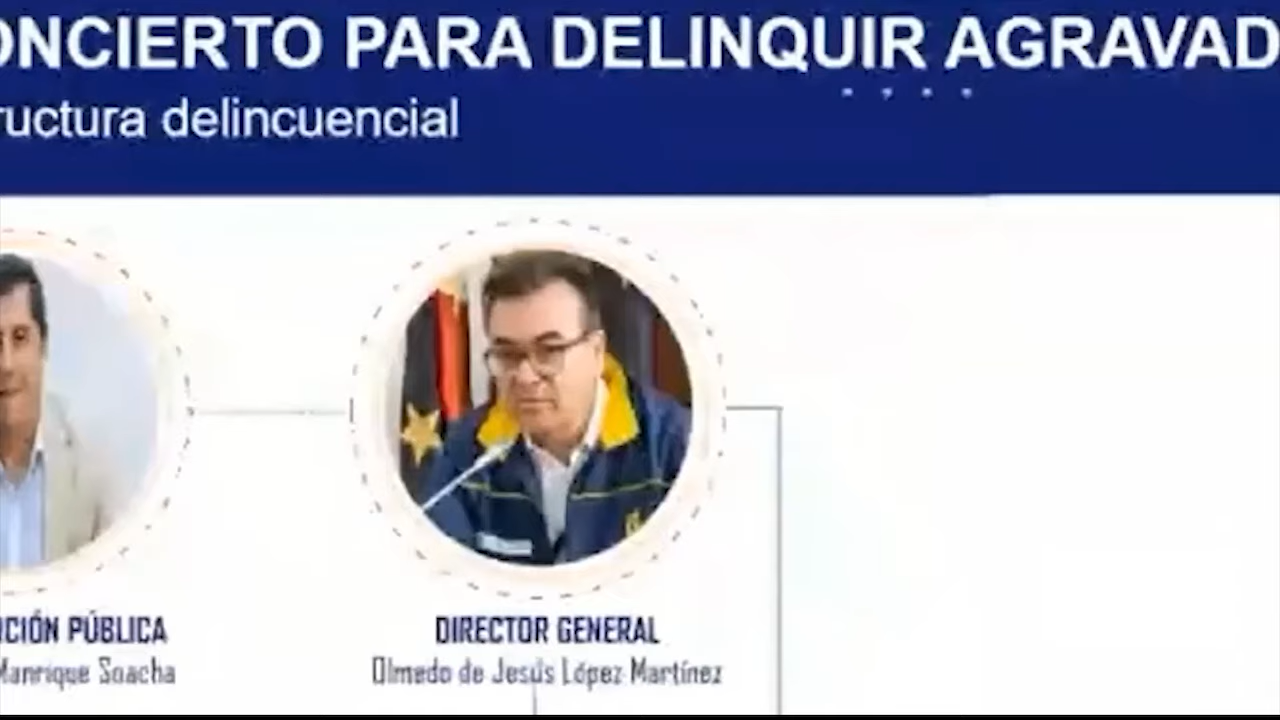 ONCIERTO PARA DELINQUIR AGRAVAD
ructura delincuencial
CIÓN PÚBLICA
Manrique Soacha
DIRECTOR GENERAL
Olmedo de Jesús López Martínez